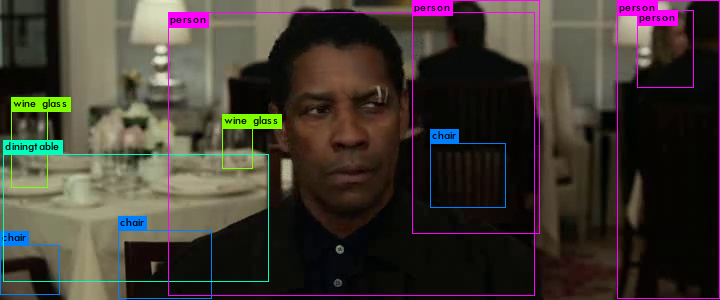 person
person
person
person
wine glass
wine glass
chair
diningtable
chair
chair